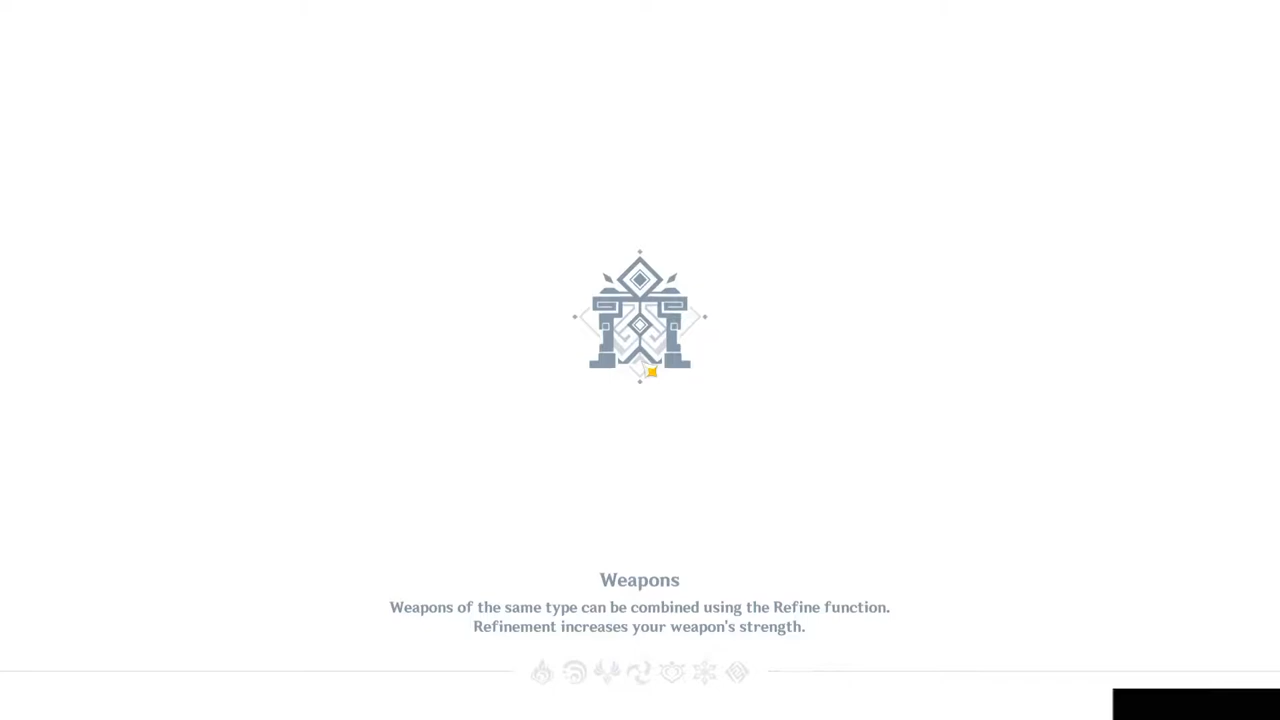 Weapons
Weapons of the same type can be combined using the Refine function.
Refinement increases your weapon's strength.